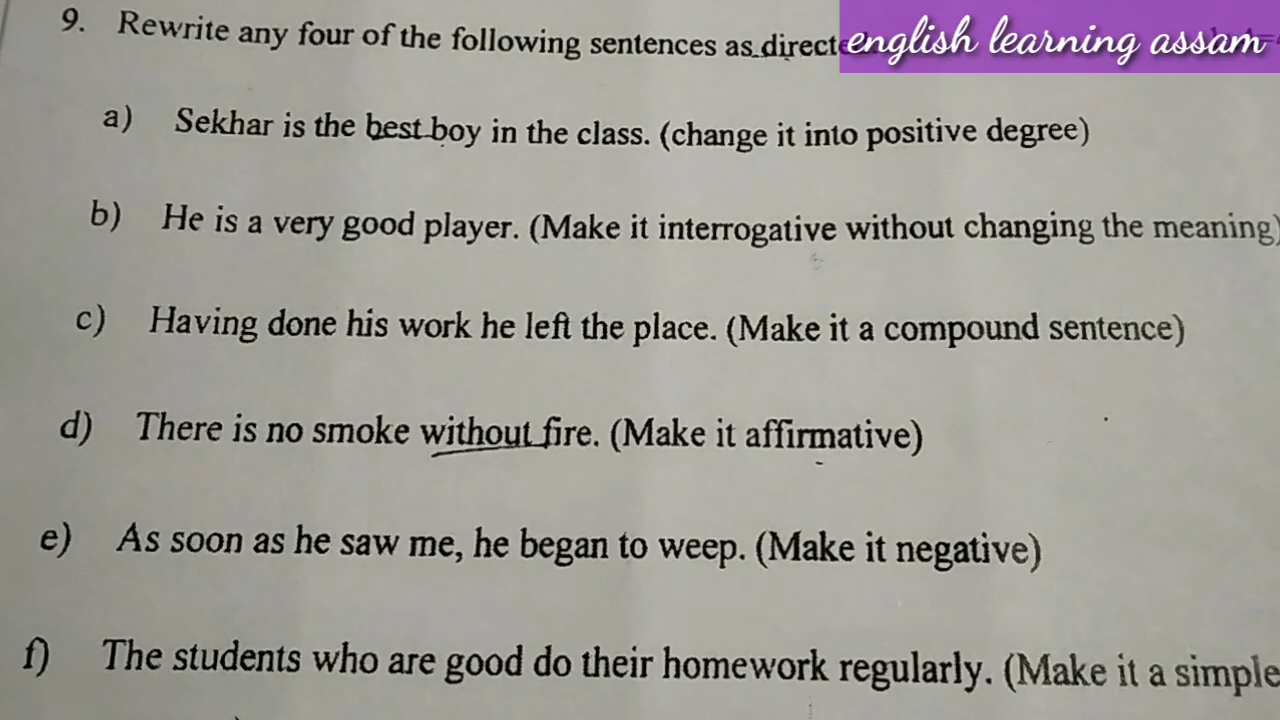 9. Rewrite any four of the following sentences as direct
english learning assam
a) Sekhar is the best boy in the class. (change it into positive degree)
b) He is a very good player. (Make it interrogative without changing the meaning)
c) Having done his work he left the place. (Make it a compound sentence)
d) There is no smoke without fire. (Make it affirmative)
e) As soon as he saw me, he began to weep. (Make it negative)
f) The students who are good do their homework regularly. (Make it a simple